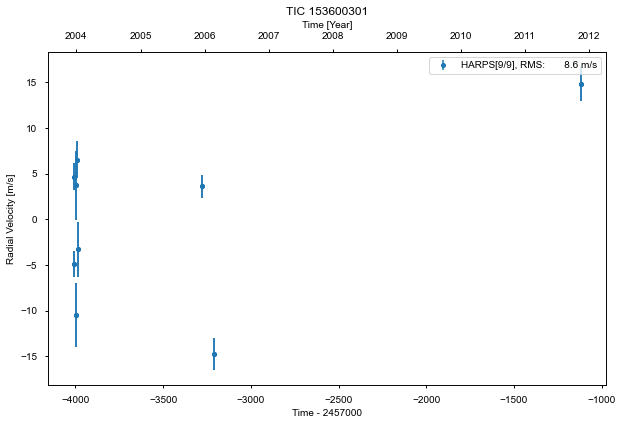 TIC 153600301
Time [Year]
2004 2005 2006 2007 2008 2009 2010 2011 2012
HARPS[9/9], RMS: 8.6 m/s
15
10
5
0
−5
−10
−15
Radial Velocity [m/s]
−4000 −3500 −3000 −2500 −2000 −1500 −1000
Time - 2457000